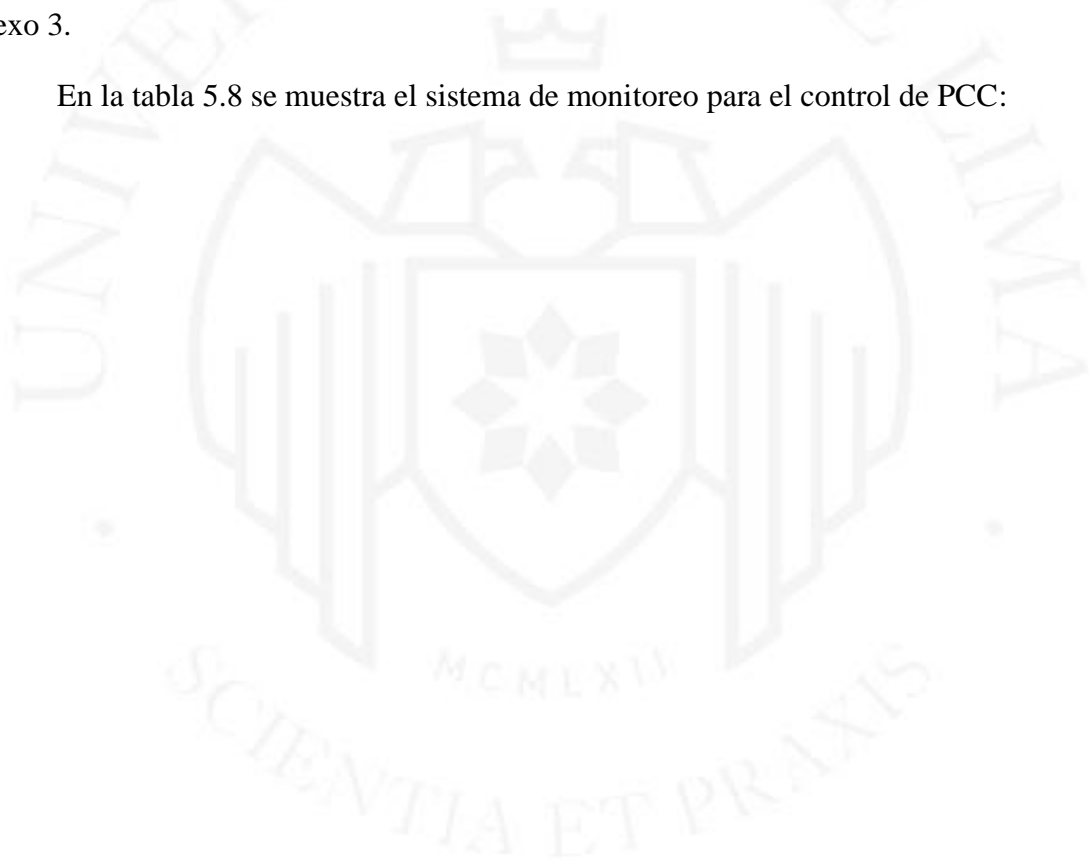 exo 3.
En la tabla 5.8 se muestra el sistema de monitoreo para el control de PCC:
MCMLXII
SCIENTIA ET PRAXIS